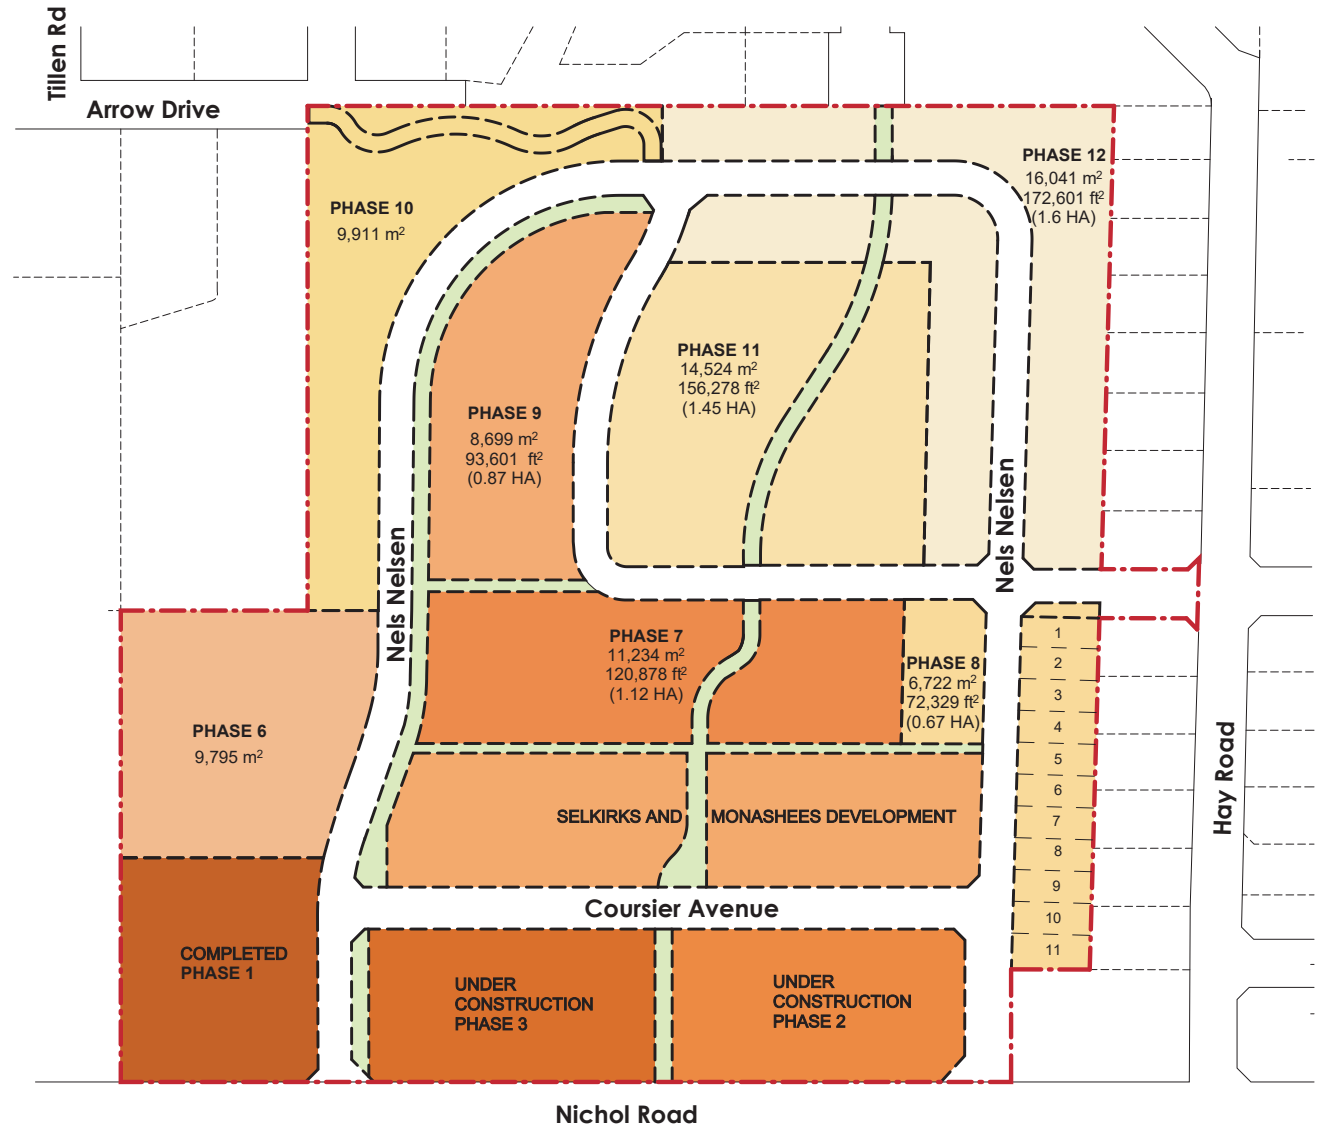 Tillen Rd
Arrow Drive
PHASE 12
16,041 m²
172,601 ft²
(1.6 HA)
PHASE 10
9,911 m²
PHASE 11
14,524 m²
156,278 ft²
(1.45 HA)
PHASE 9
8,699 m²
93,601 ft²
(0.87 HA)
Nels Nelsen
Nels Nelsen
PHASE 7
11,234 m²
120,878 ft²
(1.12 HA)
PHASE 8
6,722 m²
72,329 ft²
(0.67 HA)
1
2
3
4
5
6
7
8
9
10
11
PHASE 6
9,795 m²
Hay Road
SELKIRKS AND MONASHEES DEVELOPMENT
Coursier Avenue
COMPLETED
PHASE 1
UNDER
CONSTRUCTION
PHASE 3
UNDER
CONSTRUCTION
PHASE 2
Nichol Road